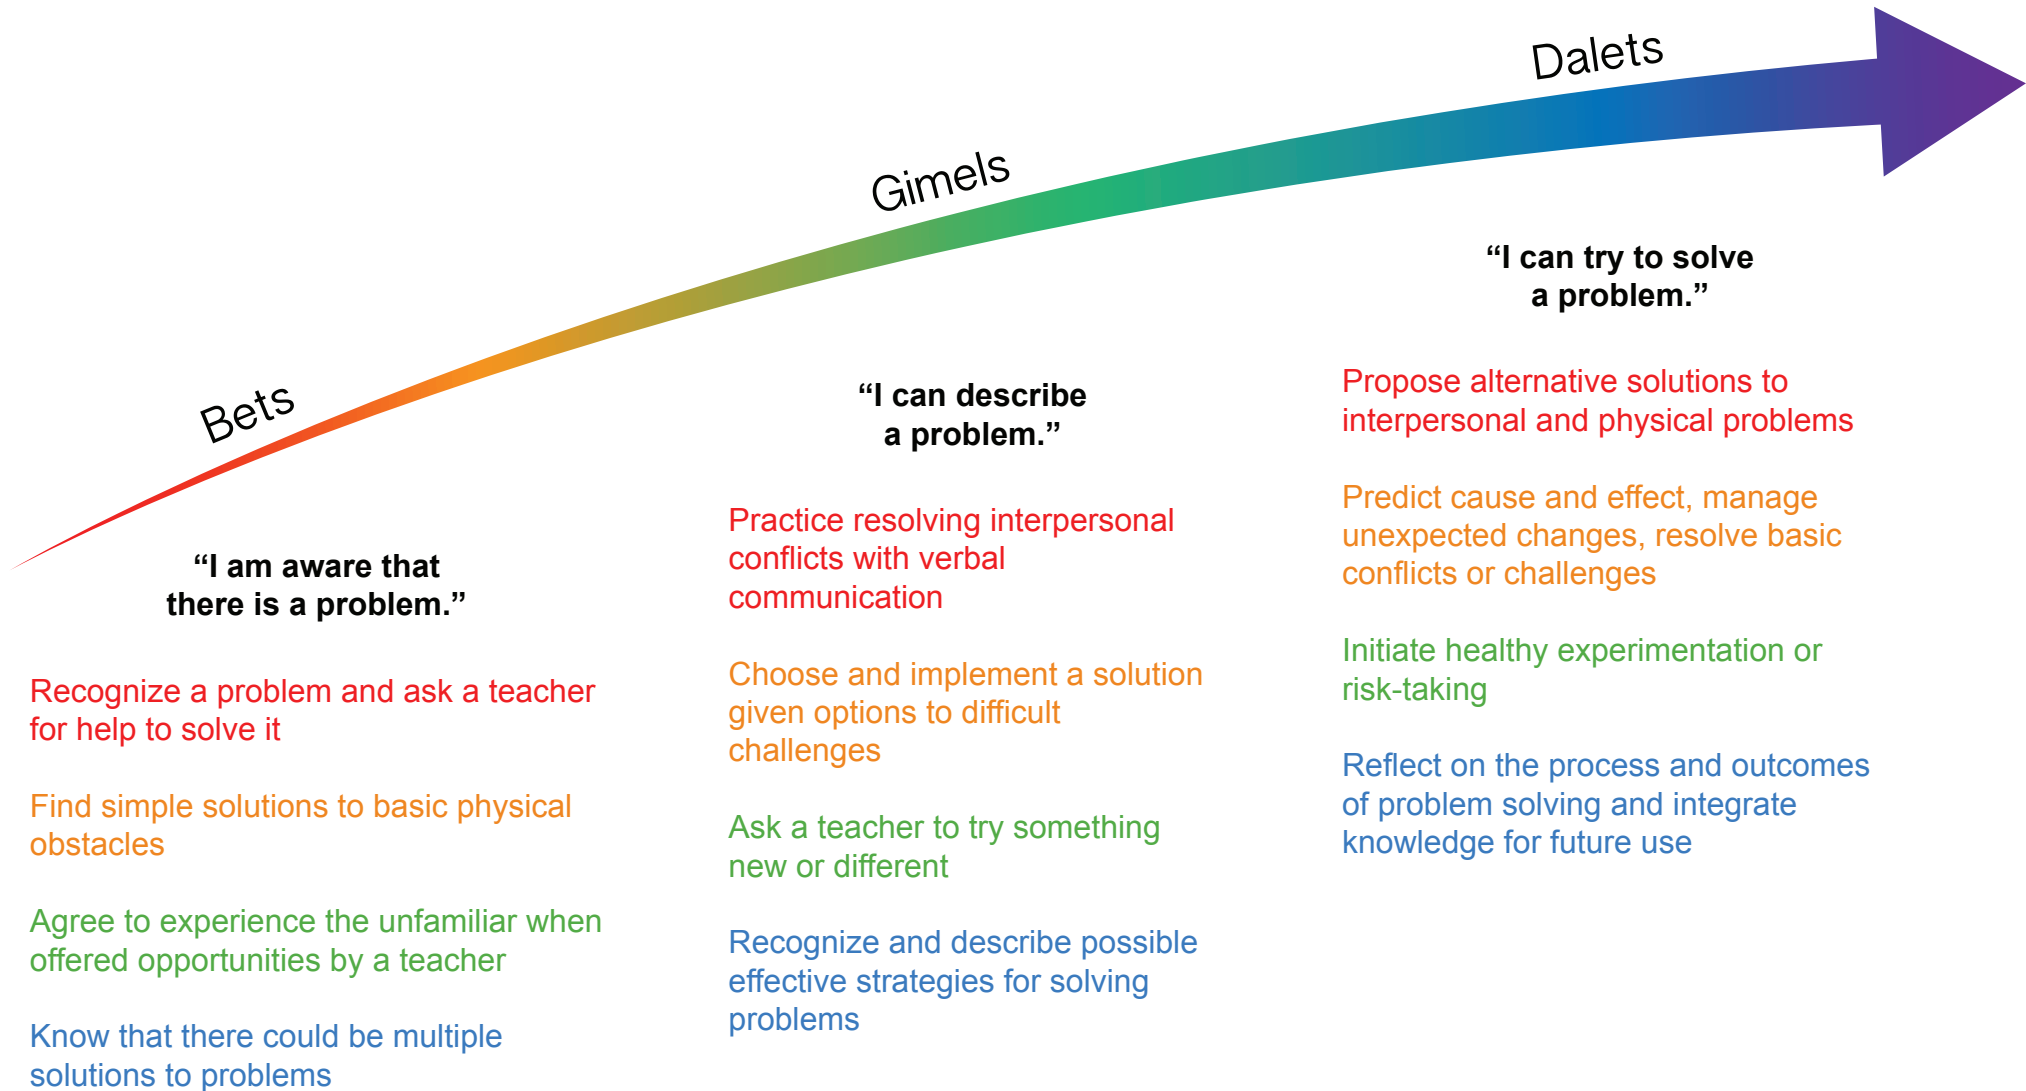 Bets
“I am aware that
there is a problem.”
Recognize a problem and ask a teacher
for help to solve it
Find simple solutions to basic physical
obstacles
Agree to experience the unfamiliar when
offered opportunities by a teacher
Know that there could be multiple
solutions to problems
Gimels
“I can describe
a problem.”
Practice resolving interpersonal
conflicts with verbal
communication
Choose and implement a solution
given options to difficult
challenges
Ask a teacher to try something
new or different
Recognize and describe possible
effective strategies for solving
problems
Dalets
“I can try to solve
a problem.”
Propose alternative solutions to
interpersonal and physical problems
Predict cause and effect, manage
unexpected changes, resolve basic
conflicts or challenges
Initiate healthy experimentation or
risk-taking
Reflect on the process and outcomes
of problem solving and integrate
knowledge for future use